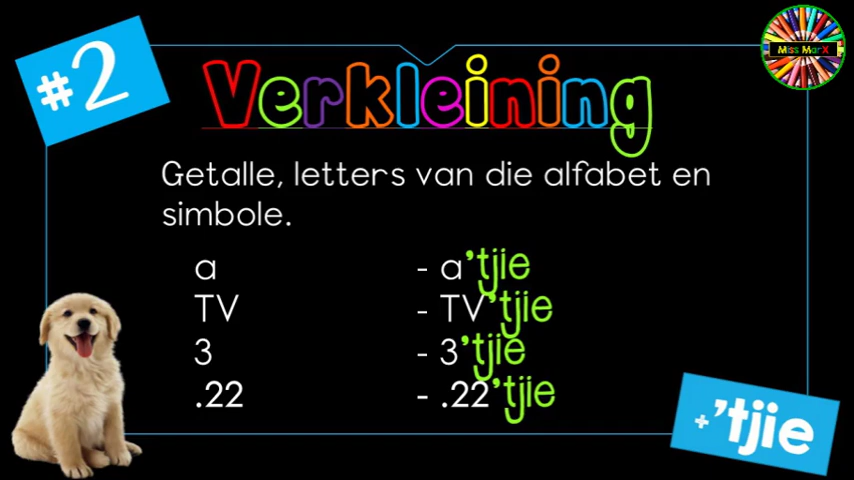 #2
Verkleining
Miss MarX
Getalle, letters van die alfabet en
simbole.
a - a'tjie
TV - TV'tjie
3 - 3'tjie
.22 - .22'tjie
+'tjie